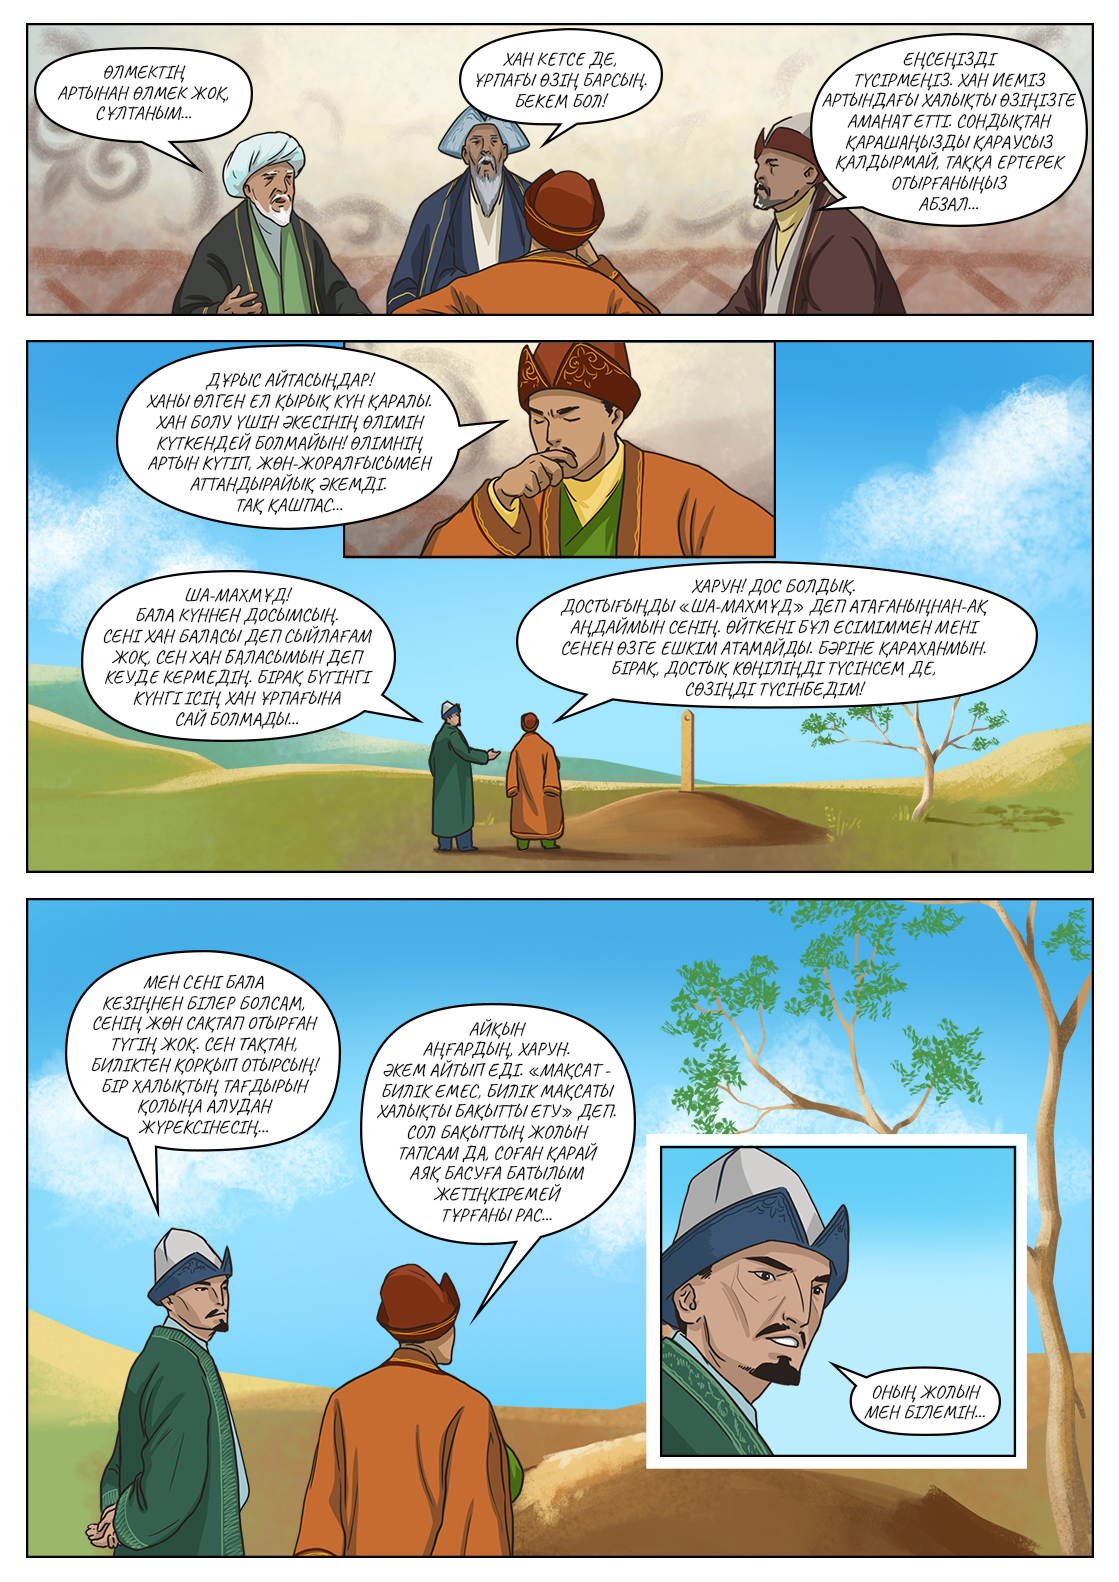 ӨЛМЕКТІҢ
АРТЫНАН ӨЛМЕК ЖОҚ,
СҰЛТАНЫМ...
ХАН КЕТСЕ ДЕ,
ҰРПАҒЫ ӨЗІҢ БАРСЫҢ.
БЕКЕМ БОЛ!
ЕҢСЕҢІЗДІ
ТҮСІРМЕҢІЗ. ХАН ИЕМІЗ
АРТЫНДАҒЫ ХАЛЫҚТЫ ӨЗІҢІЗГЕ
АМАНАТ ЕТТІ. СОНДЫҚТАН
ҚАРАШАҢЫЗДЫ ҚАРАУСЫЗ
ҚАЛДЫРМАЙ, ТАҚҚА ЕРТЕРЕК
ОТЫРҒАНЫҢЫЗ
АБЗАЛ...
ДҰРЫС АЙТАСЫҢДАР!
ХАНЫ ӨЛГЕН ЕЛ ҚЫРЫҚ КҮН ҚАРАЛЫ.
ХАН БОЛУ ҮШІН ӘКЕСІНІҢ ӨЛІМІН
КҮТКЕНДЕЙ БОЛМАЙЫН! ӨЛІМНІҢ
АРТЫН КҮТІП, ЖӨН-ЖОРАЛҒЫСЫМЕН
АТТАНДЫРАЙЫҚ ӘКЕМДІ.
ТАҚ ҚАШПАС...
ША-МАХМҰД!
БАЛА КҮННЕН ДОСЫМСЫҢ.
СЕНІ ХАН БАЛАСЫ ДЕП СЫЙЛАҒАМ
ЖОҚ, СЕН ХАН БАЛАСЫМЫН ДЕП
КЕУДЕ КЕРМЕДІҢ. БІРАҚ БҮГІНГІ
КҮНГІ ІСІҢ ХАН ҰРПАҒЫНА
САЙ БОЛМАДЫ...
ХАРУН! ДОС БОЛДЫҚ.
ДОСТЫҒЫҢДЫ «ША-МАХМҰД» ДЕП АТАҒАНЫҢНАН-АҚ
АҢДАЙМЫН СЕНІҢ. ӨЙТКЕНІ БҰЛ ЕСІМІММЕН МЕНІ
СЕНЕН ӨЗГЕ ЕШКІМ АТАМАЙДЫ. БӘРІНЕ ҚАРАХАНМЫН.
БІРАҚ, ДОСТЫҚ КӨҢІЛІҢДІ ТҮСІНСЕМ ДЕ,
СӨЗІҢДІ ТҮСІНБЕДІМ!
МЕН СЕНІ БАЛА
КЕЗІҢНЕН БІЛЕР БОЛСАМ,
СЕНІҢ ЖӨН САҚТАП ОТЫРҒАН
ТҮГІҢ ЖОҚ. СЕН ТАҚТАН,
БИЛІКТЕН ҚОРҚЫП ОТЫРСЫҢ!
БІР ХАЛЫҚТЫҢ ТАҒДЫРЫН
ҚОЛЫҢА АЛУДАН
ЖҮРЕКСІНЕСІҢ...
АЙҚЫН
АҢҒАРДЫҢ, ХАРУН.
ӘКЕМ АЙТЫП ЕДІ. «МАҚСАТ -
БИЛІК ЕМЕС, БИЛІК МАҚСАТЫ
ХАЛЫҚТЫ БАҚЫТТЫ ЕТУ» ДЕП.
СОЛ БАҚЫТТЫҢ ЖОЛЫН
ТАПСАМ ДА, СОҒАН ҚАРАЙ
АЯҚ БАСУҒА БАТЫЛЫМ
ЖЕТІҢКІРЕМЕЙ
ТҰРҒАНЫ РАС...
ОНЫҢ ЖОЛЫН
МЕН БІЛЕМІН...